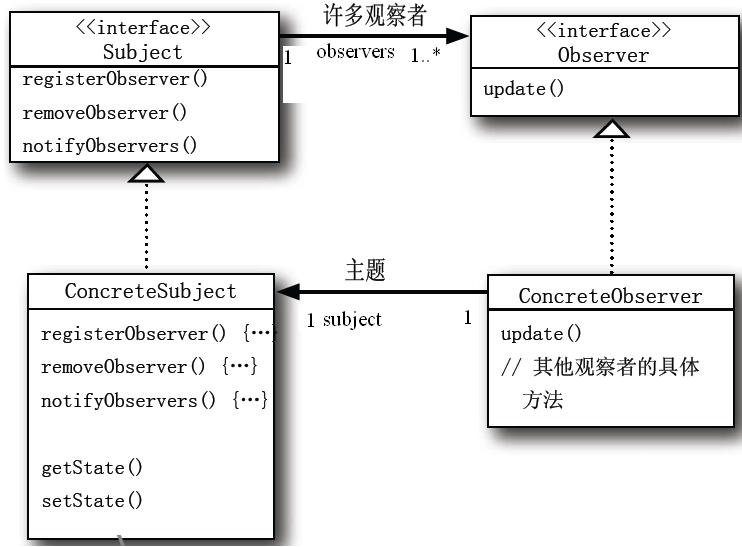 <<interface>>
Subject
registerObserver()
removeObserver()
notifyObservers()
许多观察者
1
observers
1..*
<<interface>>
Observer
update()
ConcreteSubject
registerObserver() {…}
removeObserver() {…}
notifyObservers() {…}
getState()
setState()
主题
1 subject
1
ConcreteObserver
update()
// 其他观察者的具体
方法